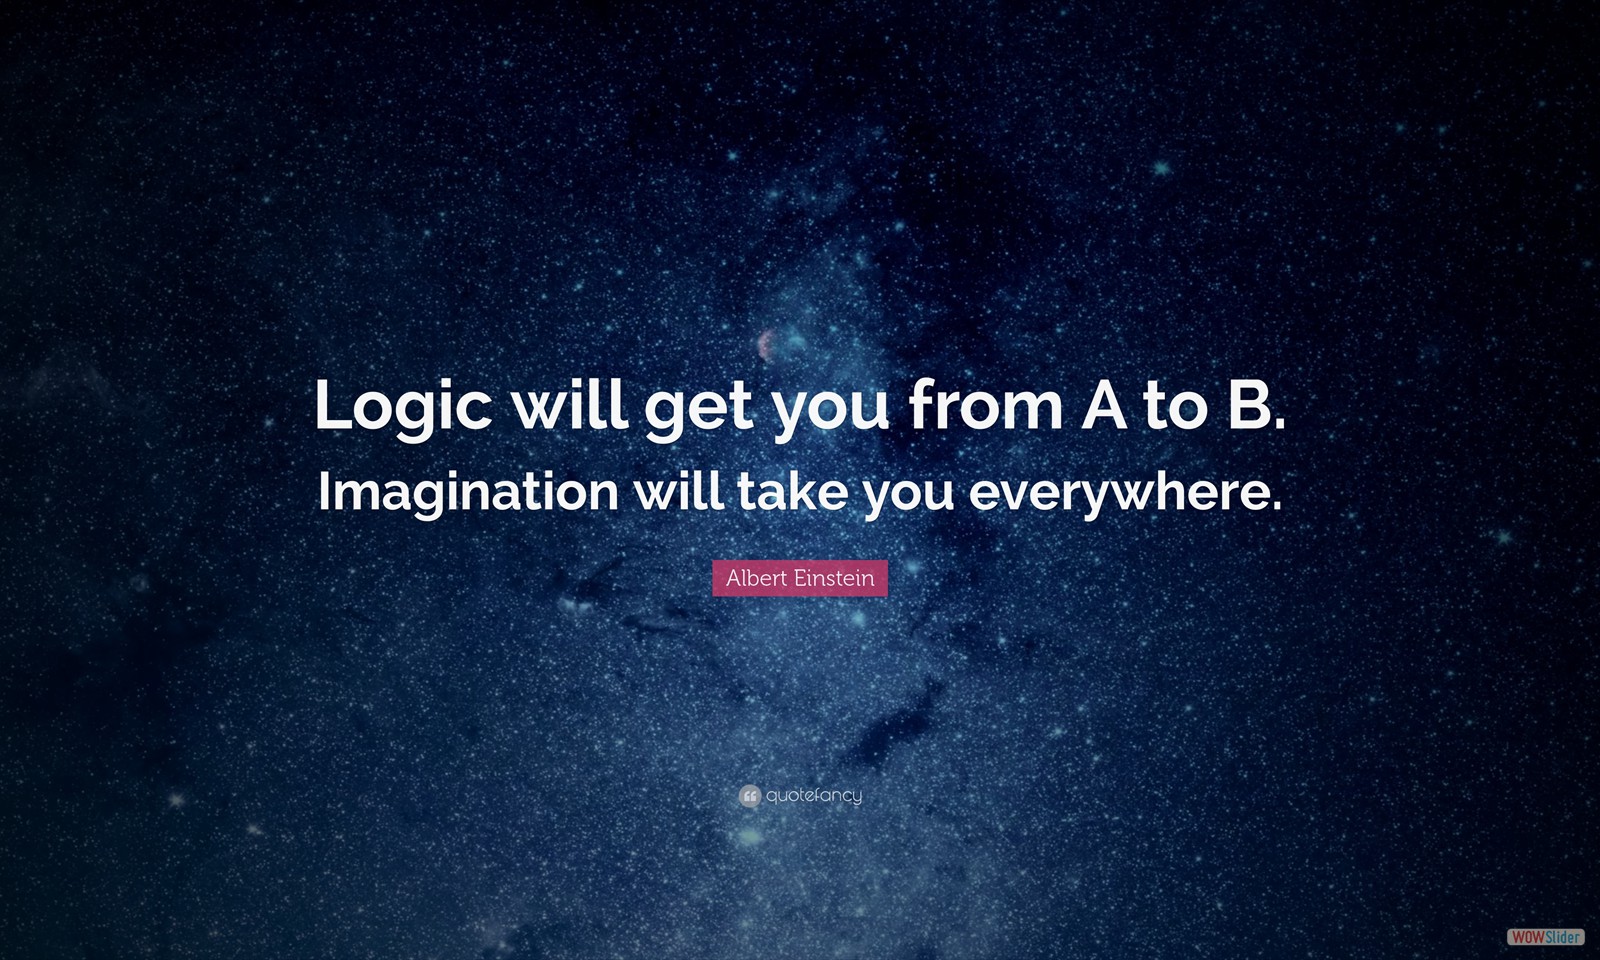 Logic will get you from A to B.
Imagination will take you everywhere.
Albert Einstein
quotefancy
WOWSlider